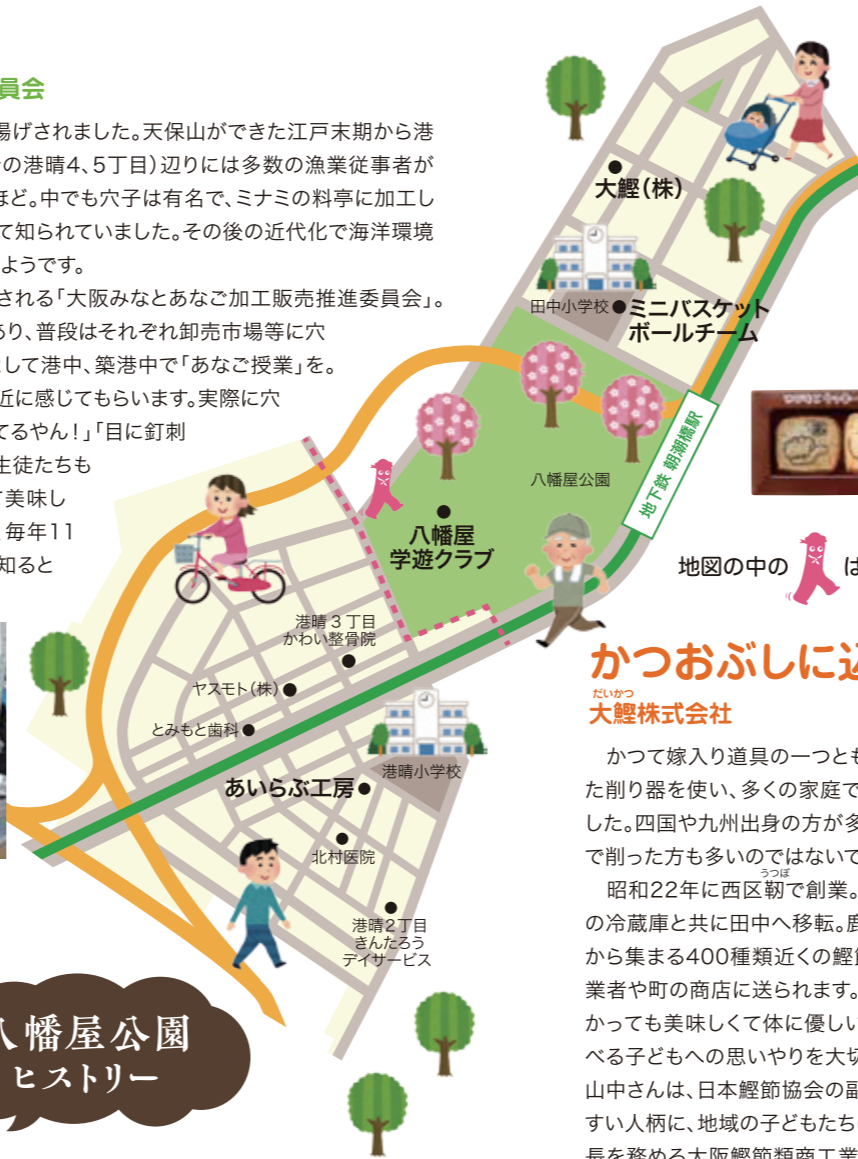 員会
揚げされました。天保山ができた江戸末期から港
の港晴4、5丁目)辺りには多数の漁業従事者が
ほど。中でも穴子は有名で、ミナミの料亭に加工し
て知られていました。その後の近代化で海洋環境
ようです。
される「大阪みなとあなご加工販売推進委員会」。
あり、普段はそれぞれ卸売市場等に穴
して港中、築港中で「あなご授業」を。
近に感じてもらいます。実際に穴
てるやん!」「目に釘刺
生徒たちも
て美味し
毎年11
知ると
大鰹(株)
田中小学校
ミニバスケット
ボールチーム
地下鉄 朝潮橋駅
八幡屋公園
八幡屋
学遊クラブ
地図の中の
は
港晴3丁目
かわい整骨院
ヤスモト(株)
とみもと歯科
港晴小学校
あいらぶ工房
北村医院
港晴2丁目
きんたろう
デイサービス
八幡屋公園
ヒストリー
かつおぶしに
だいかつ
大鰹株式会社
かつて嫁入り道具の一つとも
た削り器を使い、多くの家庭で
した。四国や九州出身の方が多
で削った方も多いのではないで
うつぼ
昭和22年に西区靭で創業。
の冷蔵庫と共に田中へ移転。鹿
から集まる400種類近くの鰹節
業者や町の商店に送られます。
かっても美味しくて体に優しい
べる子どもへの思いやりを大切
山中さんは、日本鰹節協会の副
すい人柄に、地域の子どもたち
長を務める大阪鰹節類商工業